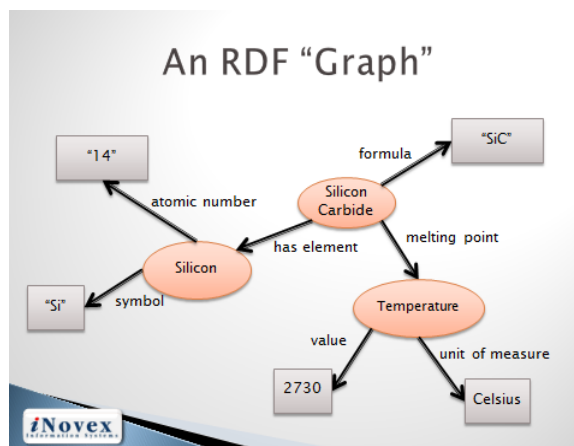 An RDF “Graph”
“14”
“SiC”
formula
Silicon
Carbide
atomic number
has element
melting point
Silicon
“Si”
symbol
Temperature
value
unit of measure
2730
Celsius
iNovex
Information Systems